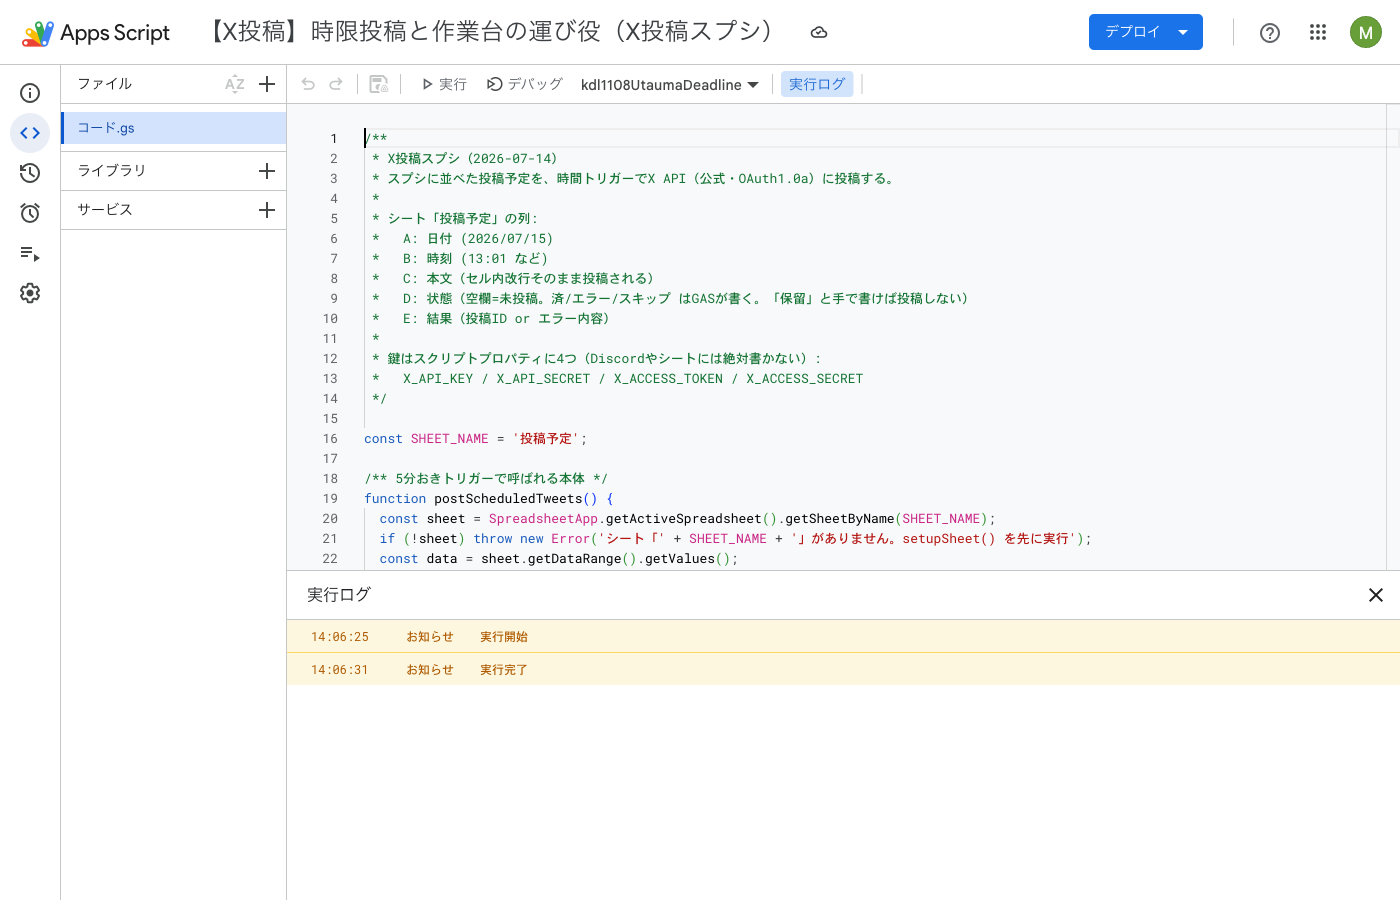 Apps Script
【X投稿】時限投稿と作業台の運び役（X投稿スプシ）
デプロイ
M
ファイル
AZ
実行
デバッグ
kdl1108UtaumaDeadline
実行ログ
コード.gs
ライブラリ
サービス
1 /**
2 * X投稿スプシ（2026-07-14）
3 * スプシに並べた投稿予定を、時間トリガーでX API（公式・OAuth1.0a）に投稿する。
4 *
5 * シート「投稿予定」の列:
6 * A: 日付 (2026/07/15)
7 * B: 時刻 (13:01 など)
8 * C: 本文（セル内改行そのまま投稿される）
9 * D: 状態（空欄=未投稿。済/エラー/スキップ はGASが書く。「保留」と手で書けば投稿しない）
10 * E: 結果（投稿ID or エラー内容）
11 *
12 * 鍵はスクリプトプロパティに4つ（Discordやシートには絶対書かない）:
13 * X_API_KEY / X_API_SECRET / X_ACCESS_TOKEN / X_ACCESS_SECRET
14 */
15
16 const SHEET_NAME = '投稿予定';
17
18 /** 5分おきトリガーで呼ばれる本体 */
19 function postScheduledTweets() {
20 const sheet = SpreadsheetApp.getActiveSpreadsheet().getSheetByName(SHEET_NAME);
21 if (!sheet) throw new Error('シート「' + SHEET_NAME + '」がありません。setupSheet() を先に実行');
22 const data = sheet.getDataRange().getValues();
実行ログ
14:06:25 お知らせ 実行開始
14:06:31 お知らせ 実行完了